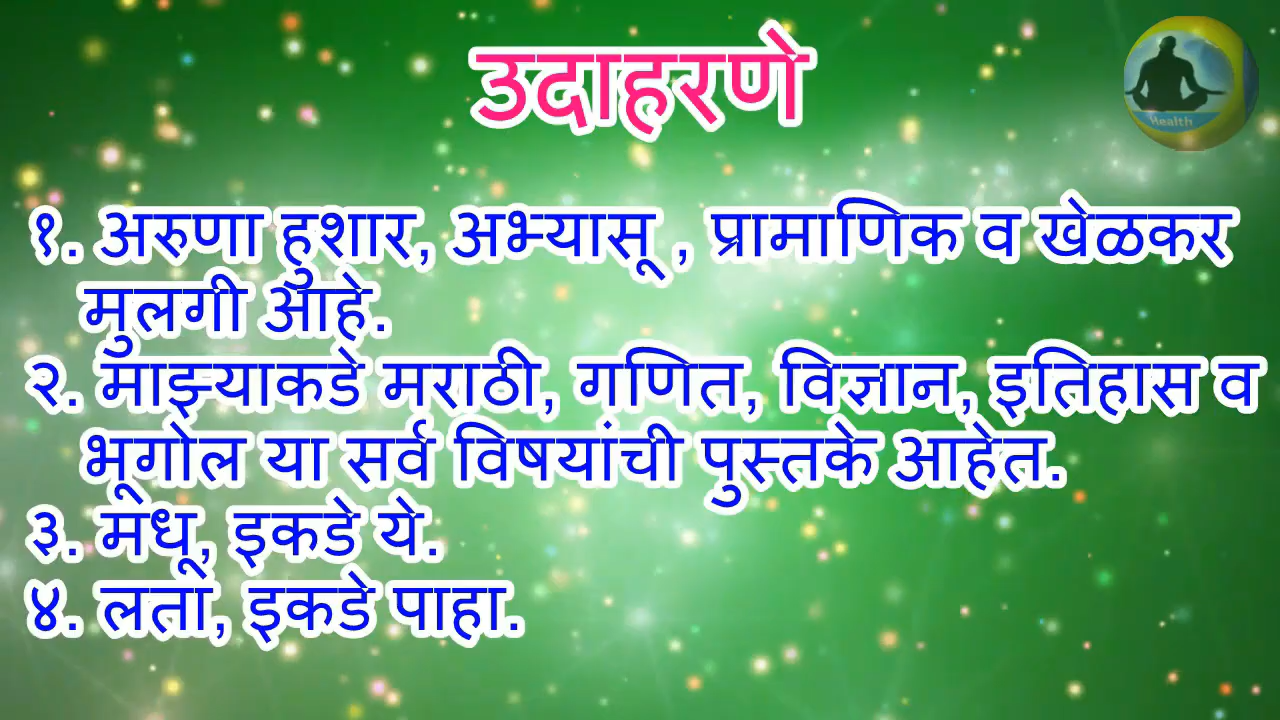 उदाहरणे
Health
१. अरुणा हुशार, अभ्यासू , प्रामाणिक व खेळकर
मुलगी आहे.
२. माझ्याकडे मराठी, गणित, विज्ञान, इतिहास व
भूगोल या सर्व विषयांची पुस्तके आहेत.
३. मधू, इकडे ये.
४. लता, इकडे पाहा.